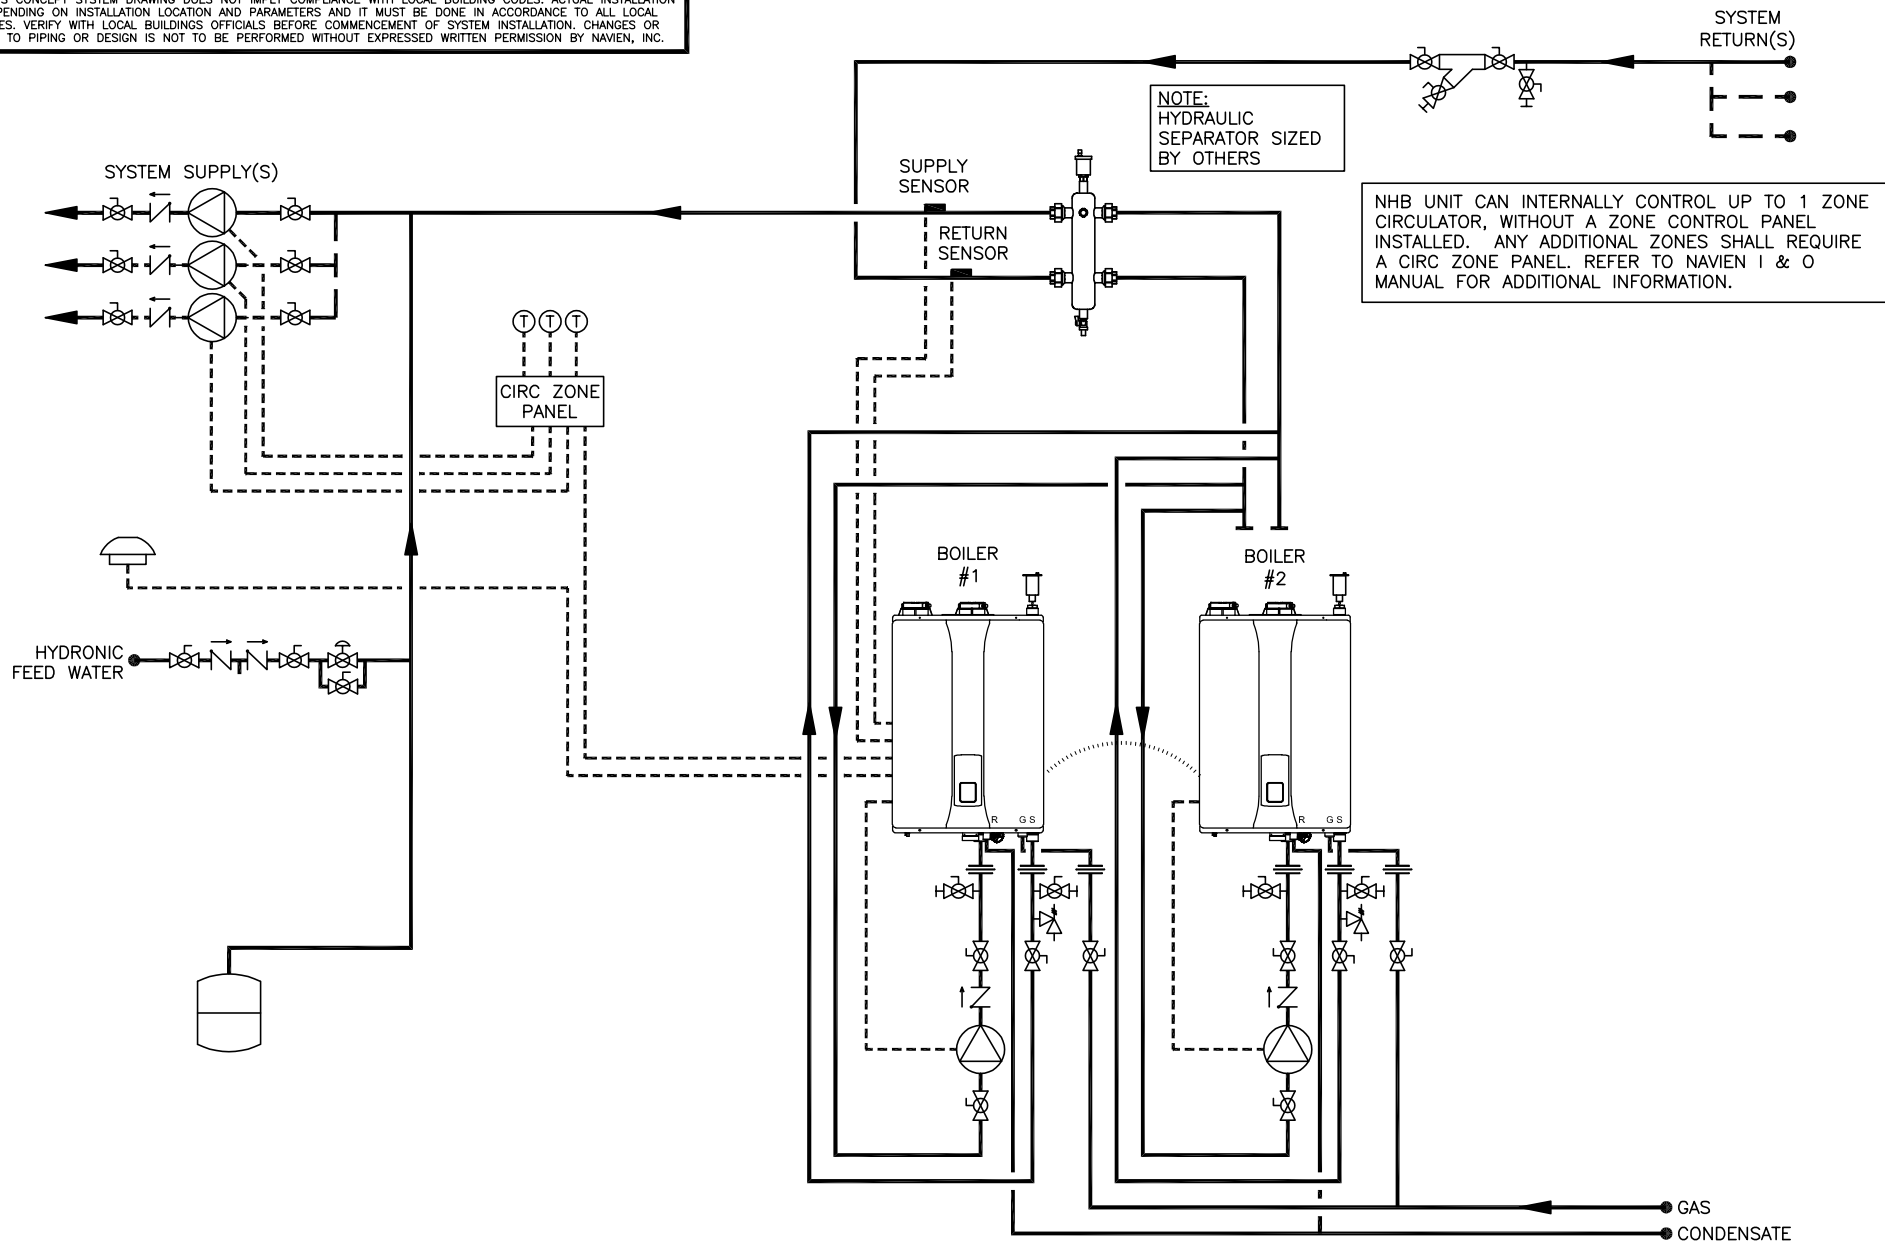 CONCEPT SYSTEM DRAWING DOES NOT IMPLY COMPLIANCE WITH LOCAL BUILDING CODES. ACTUAL INSTALLATION
ON INSTALLATION LOCATION AND PARAMETERS AND IT MUST BE DONE IN ACCORDANCE TO ALL LOCAL
VERIFY WITH LOCAL BUILDINGS OFFICIALS BEFORE COMMENCEMENT OF SYSTEM INSTALLATION. CHANGES OR
TO PIPING OR DESIGN IS NOT TO BE PERFORMED WITHOUT EXPRESSED WRITTEN PERMISSION BY NAVIEN, INC.
SYSTEM
RETURN(S)
NOTE:
HYDRAULIC
SEPARATOR SIZED
BY OTHERS
SYSTEM SUPPLY(S)
SUPPLY
SENSOR
RETURN
SENSOR
NHB UNIT CAN INTERNALLY CONTROL UP TO 1 ZONE
CIRCULATOR, WITHOUT A ZONE CONTROL PANEL
INSTALLED. ANY ADDITIONAL ZONES SHALL REQUIRE
A CIRC ZONE PANEL. REFER TO NAVIEN I & O
MANUAL FOR ADDITIONAL INFORMATION.
T T T
CIRC ZONE
PANEL
BOILER
#1
BOILER
#2
HYDRONIC
FEED WATER
R G S
R G S
GAS
CONDENSATE